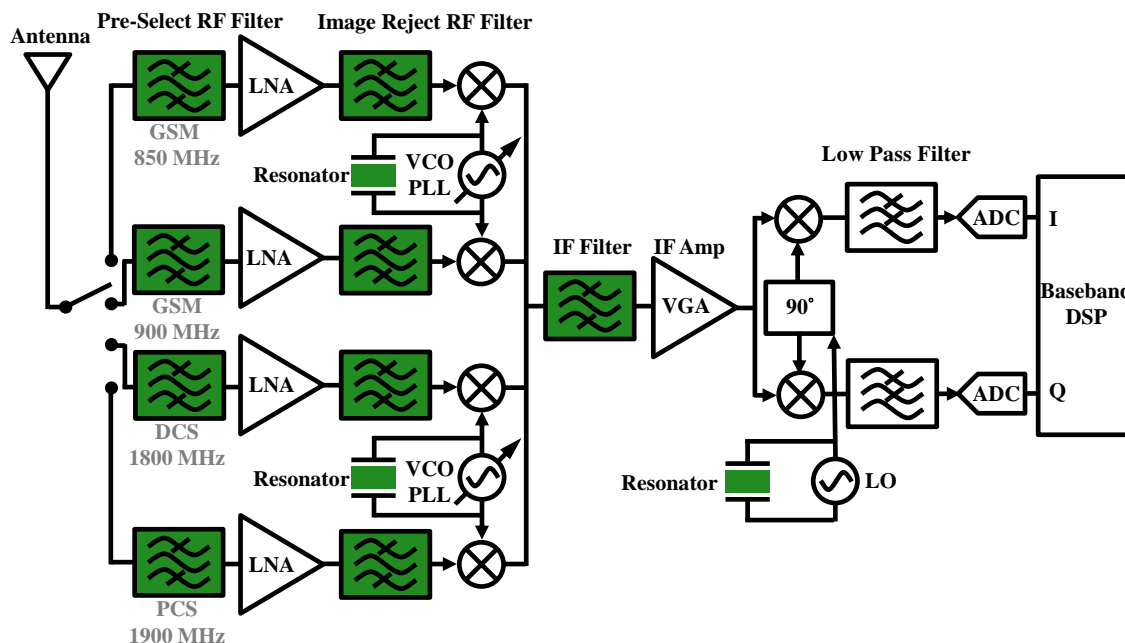 Pre-Select RF Filter
Image Reject RF Filter
Antenna
LNA
GSM
850 MHz
Resonator
VCO
PLL
LNA
GSM
900 MHz
LNA
DCS
1800 MHz
Resonator
VCO
PLL
LNA
PCS
1900 MHz
IF Filter
IF Amp
VGA
Low Pass Filter
90°
ADC
I
Baseband
DSP
ADC
Q
Resonator
LO